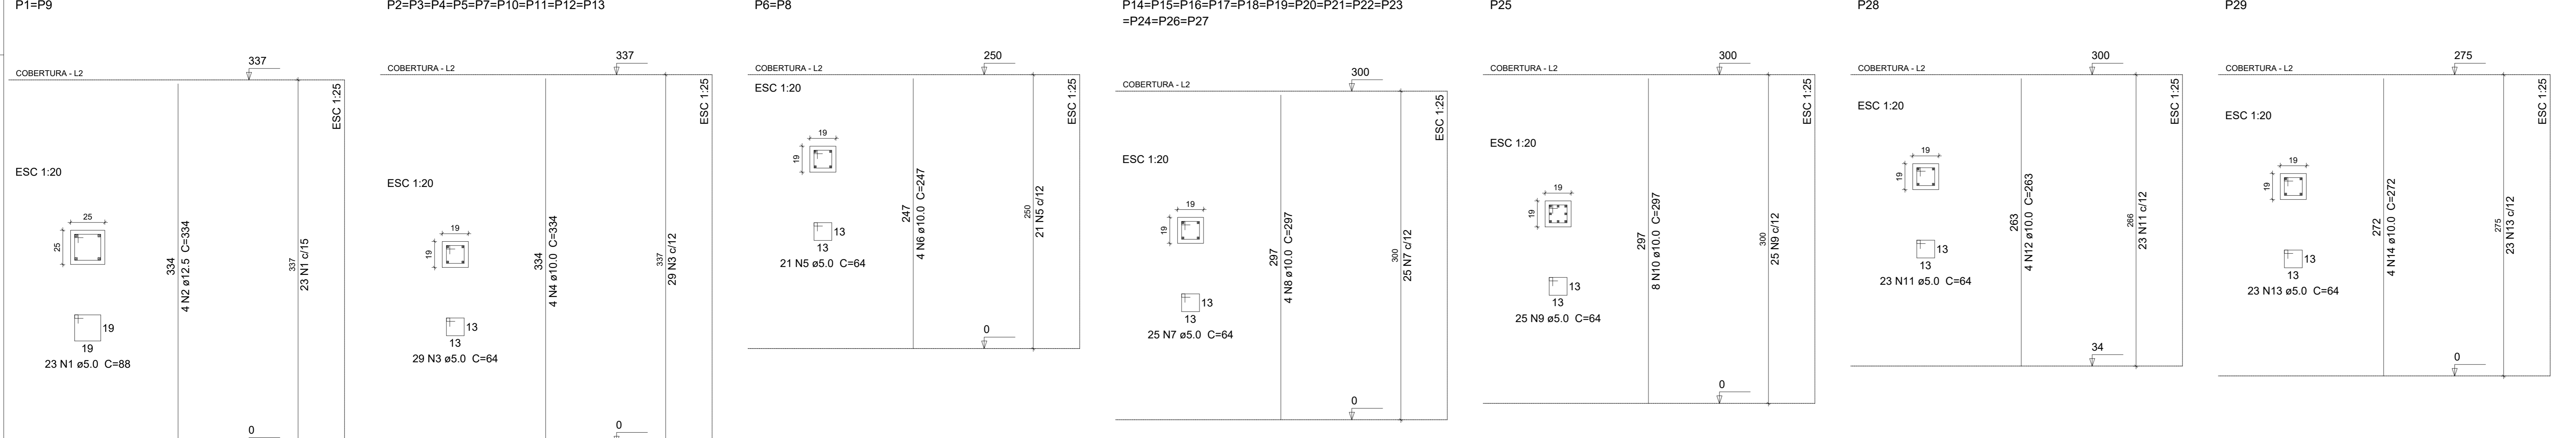 P1=P9
COBERTURA - L2
337
ESC 1:25
ESC 1:20
25
25
334
4 N2 ø12.5 C=334
337
23 N1 c/15
19
19
23 N1 ø5.0 C=88
0
P2=P3=P4=P5=P7=P10=P11=P12=P13
COBERTURA - L2
337
ESC 1:25
ESC 1:20
19
19
334
4 N4 ø10.0 C=334
337
29 N3 c/12
13
13
29 N3 ø5.0 C=64
0
P6=P8
COBERTURA - L2
250
ESC 1:25
ESC 1:20
19
19
247
4 N6 ø10.0 C=247
250
21 N5 c/12
13
13
21 N5 ø5.0 C=64
0
P14=P15=P16=P17=P18=P19=P20=P21=P22=P23
=P24=P26=P27
COBERTURA - L2
300
ESC 1:25
ESC 1:20
19
19
297
4 N8 ø10.0 C=297
300
25 N7 c/12
13
13
25 N7 ø5.0 C=64
0
P25
COBERTURA - L2
300
ESC 1:25
ESC 1:20
19
19
297
8 N10 ø10.0 C=297
300
25 N9 c/12
13
13
25 N9 ø5.0 C=64
0
P28
COBERTURA - L2
300
ESC 1:25
ESC 1:20
19
19
263
4 N12 ø10.0 C=263
266
23 N11 c/12
13
13
23 N11 ø5.0 C=64
34
P29
COBERTURA - L2
275
ESC 1:25
ESC 1:20
19
19
272
4 N14 ø10.0 C=272
275
23 N13 c/12
13
13
23 N13 ø5.0 C=64
0